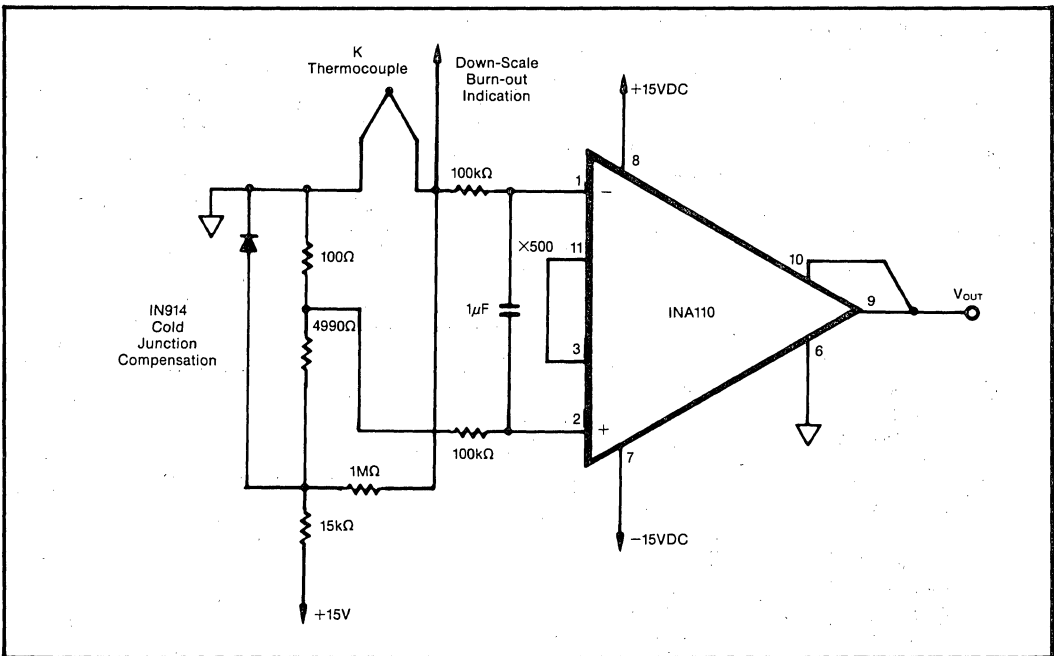 K
Thermocouple
Down-Scale
Burn-out
Indication
+15VDC
8
100kΩ
1
−
11
×500
10
100Ω
IN914
Cold
Junction
Compensation
4990Ω
1μF
INA110
9
VOUT
3
6
2
+
100kΩ
7
1MΩ
15kΩ
−15VDC
+15V